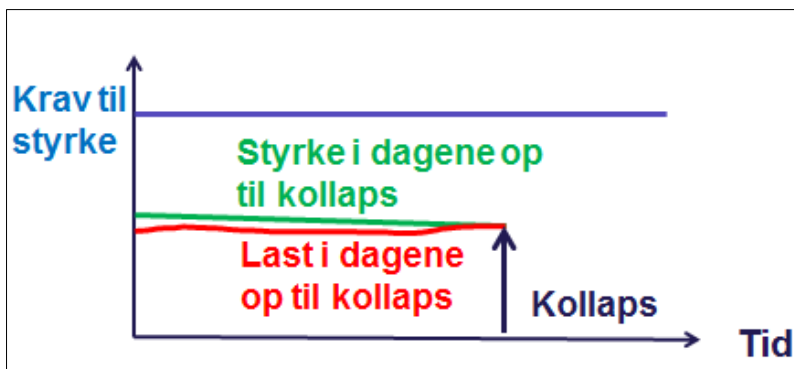 Krav til
styrke
Styrke i dagene op
til kollaps
Last i dagene
op til kollaps
Kollaps
Tid